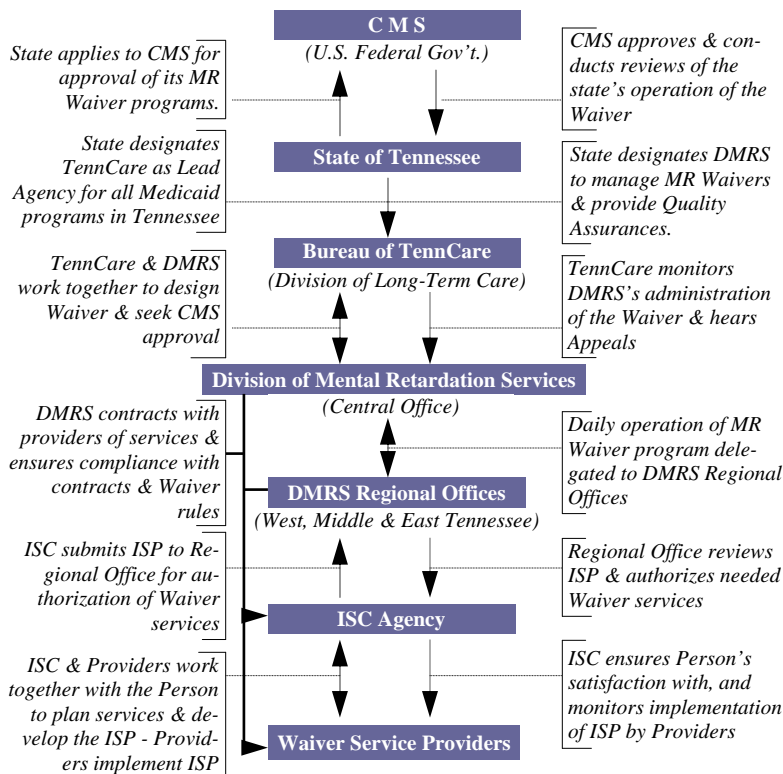 C M S
(U.S. Federal Gov't.)
State applies to CMS for
approval of its MR
Waiver programs.
CMS approves & con-
ducts reviews of the
state's operation of the
Waiver
State of Tennessee
State designates
TennCare as Lead
Agency for all Medicaid
programs in Tennessee
State designates DMRS
to manage MR Waivers
& provide Quality
Assurances.
Bureau of TennCare
(Division of Long-Term Care)
TennCare & DMRS
work together to design
Waiver & seek CMS
approval
TennCare monitors
DMRS's administration
of the Waiver & hears
Appeals
Division of Mental Retardation Services
(Central Office)
DMRS contracts with
providers of services &
ensures compliance with
contracts & Waiver
rules
Daily operation of MR
Waiver program dele-
gated to DMRS Regional
Offices
DMRS Regional Offices
(West, Middle & East Tennessee)
ISC submits ISP to Re-
gional Office for au-
thorization of Waiver
services
Regional Office reviews
ISP & authorizes needed
Waiver services
ISC Agency
ISC & Providers work
together with the Person
to plan services & de-
velop the ISP - Provid-
ers implement ISP
ISC ensures Person's
satisfaction with, and
monitors implementation
of ISP by Providers
Waiver Service Providers